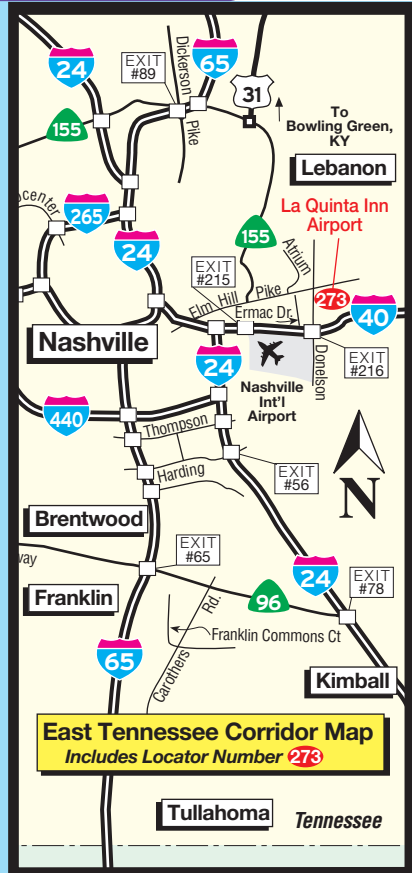 24
EXIT
#89
Dickerson
Pike
65
31
To
Bowling Green,
KY
155
Lebanon
265
24
La Quinta Inn
Airport
155
Atrium
EXIT
#215
Elm Hill Pike
273
Ermac Dr.
40
Nashville
24
Nashville
Int'l
Airport
Donelson
EXIT
#216
440
Thompson
Harding
EXIT
#56
N
Brentwood
EXIT
#65
way
Franklin
96
24
EXIT
#78
Franklin Commons Ct
65
Carothers Rd.
Kimball
East Tennessee Corridor Map
Includes Locator Number 273
Tullahoma
Tennessee